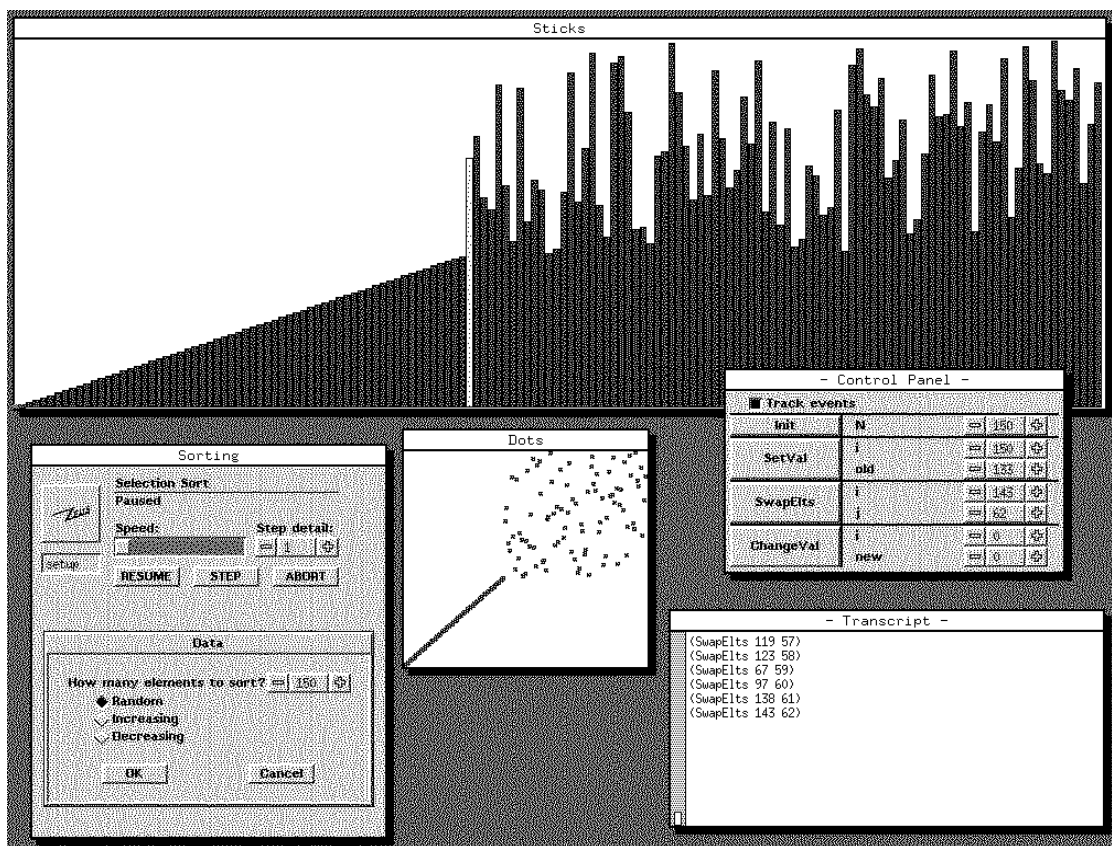 Sticks
- Control Panel -
Track events
Init N 150
SetVal i 150
old 133
SwapElts i 143
j 62
ChangeVal i 0
new 0
Sorting
Selection Sort
Paused
Zeus
Speed: Step detail:
1
setup
RESUME STEP ABORT
Data
How many elements to sort? 150
Random
Increasing
Decreasing
OK Cancel
Dots
- Transcript -
(SwapElts 119 57)
(SwapElts 123 58)
(SwapElts 67 59)
(SwapElts 97 60)
(SwapElts 138 61)
(SwapElts 143 62)